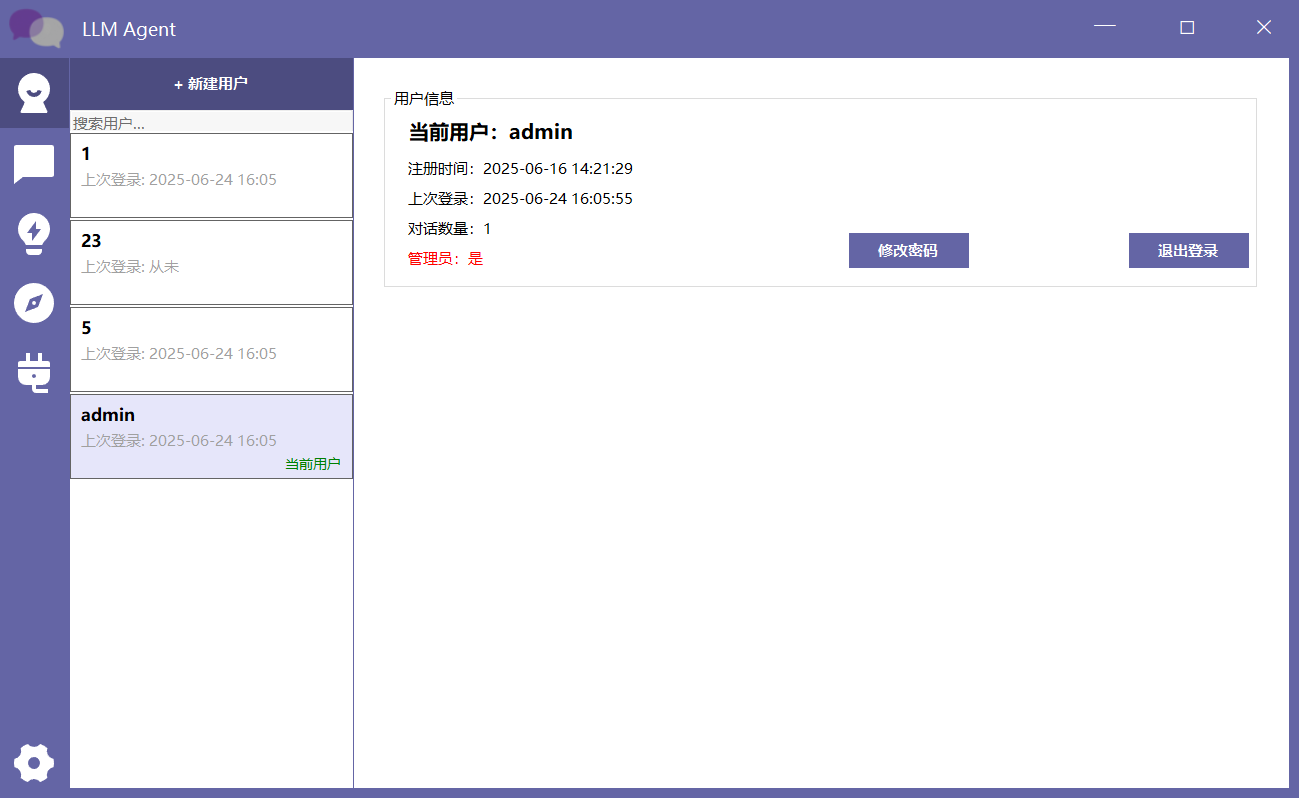 LLM Agent
+ 新建用户
搜索用户...
1
上次登录: 2025-06-24 16:05
23
上次登录: 从未
5
上次登录: 2025-06-24 16:05
admin
上次登录: 2025-06-24 16:05
当前用户
用户信息
当前用户：admin
注册时间：2025-06-16 14:21:29
上次登录：2025-06-24 16:05:55
对话数量：1
管理员：是
修改密码
退出登录